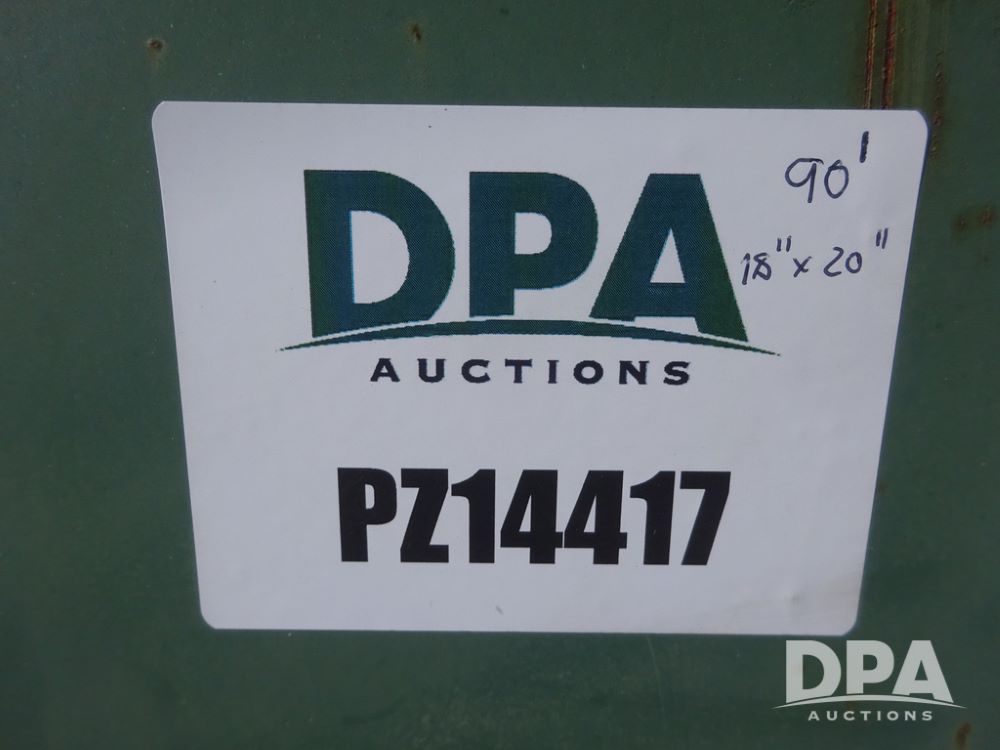 DPA
AUCTIONS
90'
18" x 20"
PZ14417
DPA
AUCTIONS